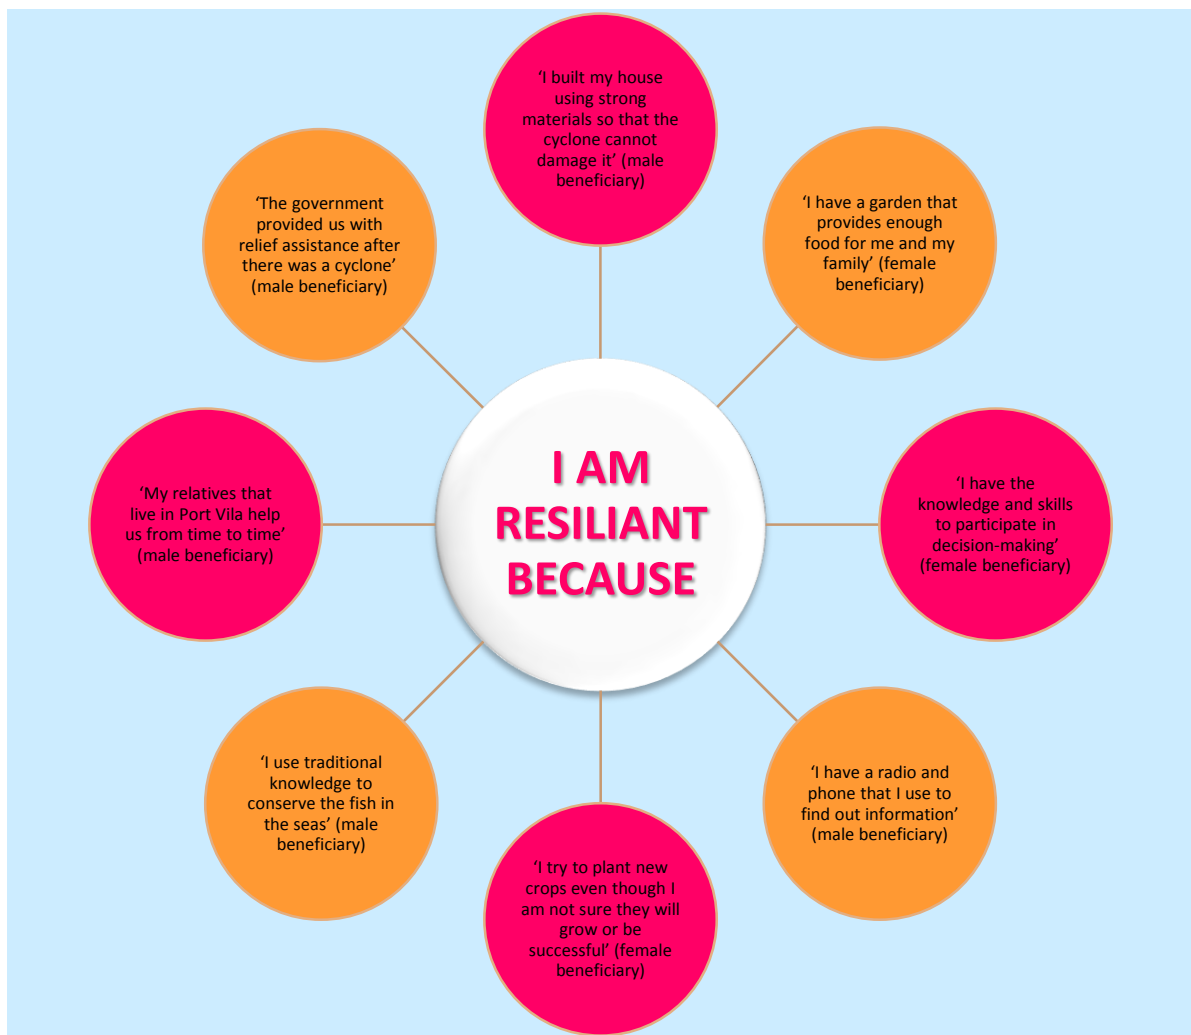 ‘I built my house
using strong
materials so that the
cyclone cannot
damage it’ (male
beneficiary)
‘I have a garden that
provides enough
food for me and my
family’ (female
beneficiary)
‘I have the
knowledge and skills
to participate in
decision-making’
(female beneficiary)
‘I have a radio and
phone that I use to
find out information’
(male beneficiary)
‘I try to plant new
crops even though I
am not sure they will
grow or be
successful’ (female
beneficiary)
‘I use traditional
knowledge to
conserve the fish in
the seas’ (male
beneficiary)
‘My relatives that
live in Port Vila help
us from time to time’
(male beneficiary)
‘The government
provided us with
relief assistance after
there was a cyclone’
(male beneficiary)
I AM
RESILIANT
BECAUSE